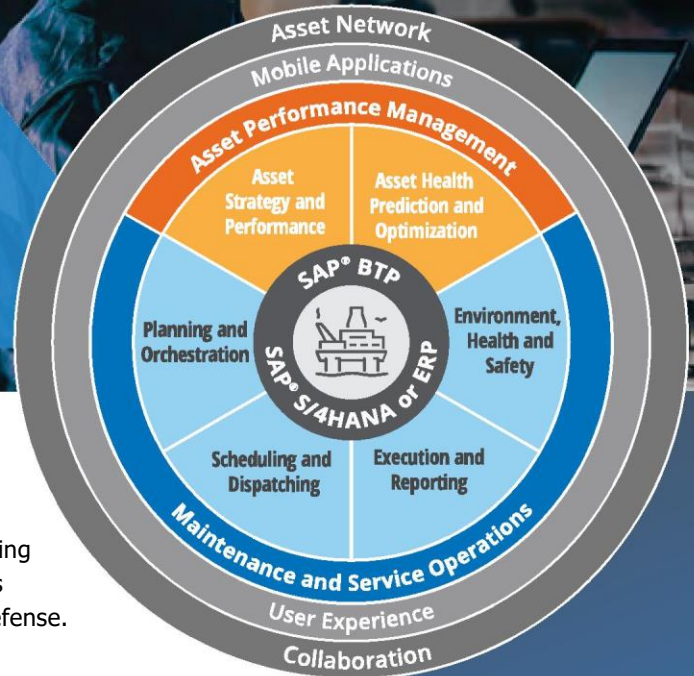 Asset Network
Mobile Applications
Asset Performance Management
Asset
Strategy and
Performance
Asset Health
Prediction and
Optimization
SAP® BTP
SAP® S/4HANA or ERP
Planning and
Orchestration
Environment,
Health and
Safety
Scheduling and
Dispatching
Execution and
Reporting
Maintenance and Service Operations
User Experience
Collaboration